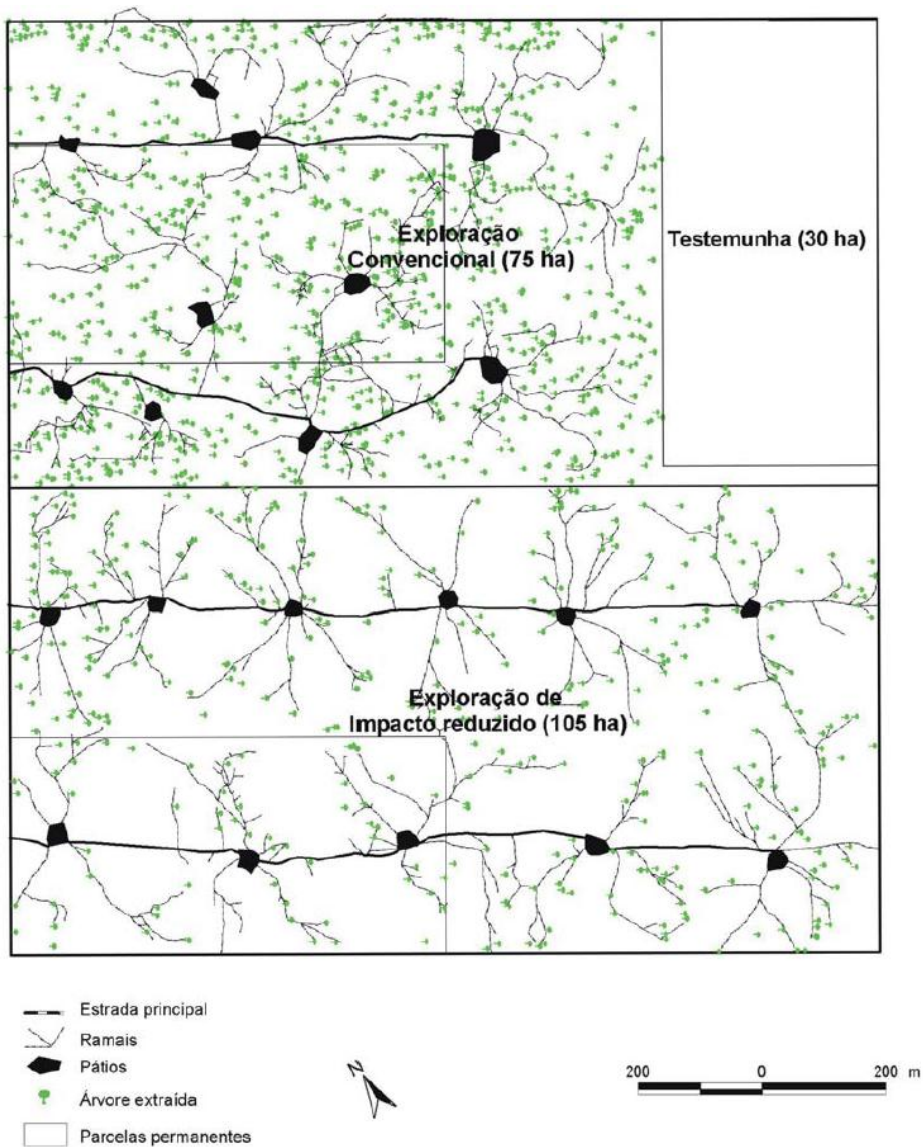 Exploração
Convencional (75 ha)
Testemunha (30 ha)
Exploração de
Impacto reduzido (105 ha)
Estrada principal
Ramais
Pátios
Árvore extraída
Parcelas permanentes
N
200 0 200 m